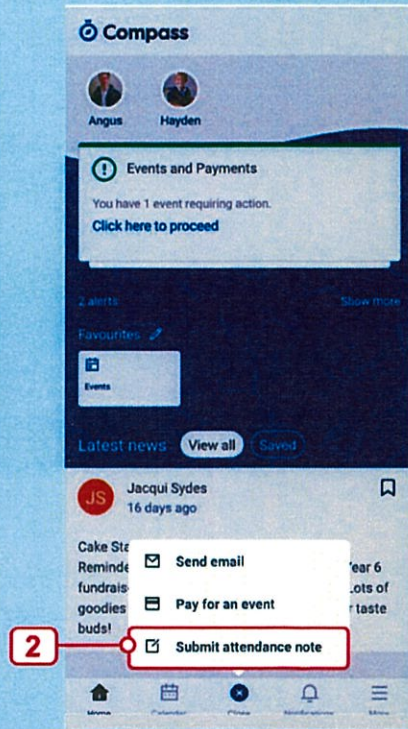 Compass
Angus Hayden
Events and Payments
You have 1 event requiring action.
Click here to proceed
2 alerts Show more
Favourites
Events
Latest news View all Saved
JS Jacqui Sydes
16 days ago
Cake Sta
Reminde ear 6
fundrais Lots of
goodies r taste
buds!
Send email
Pay for an event
2 Submit attendance note
Home Calendar Close Notifications More